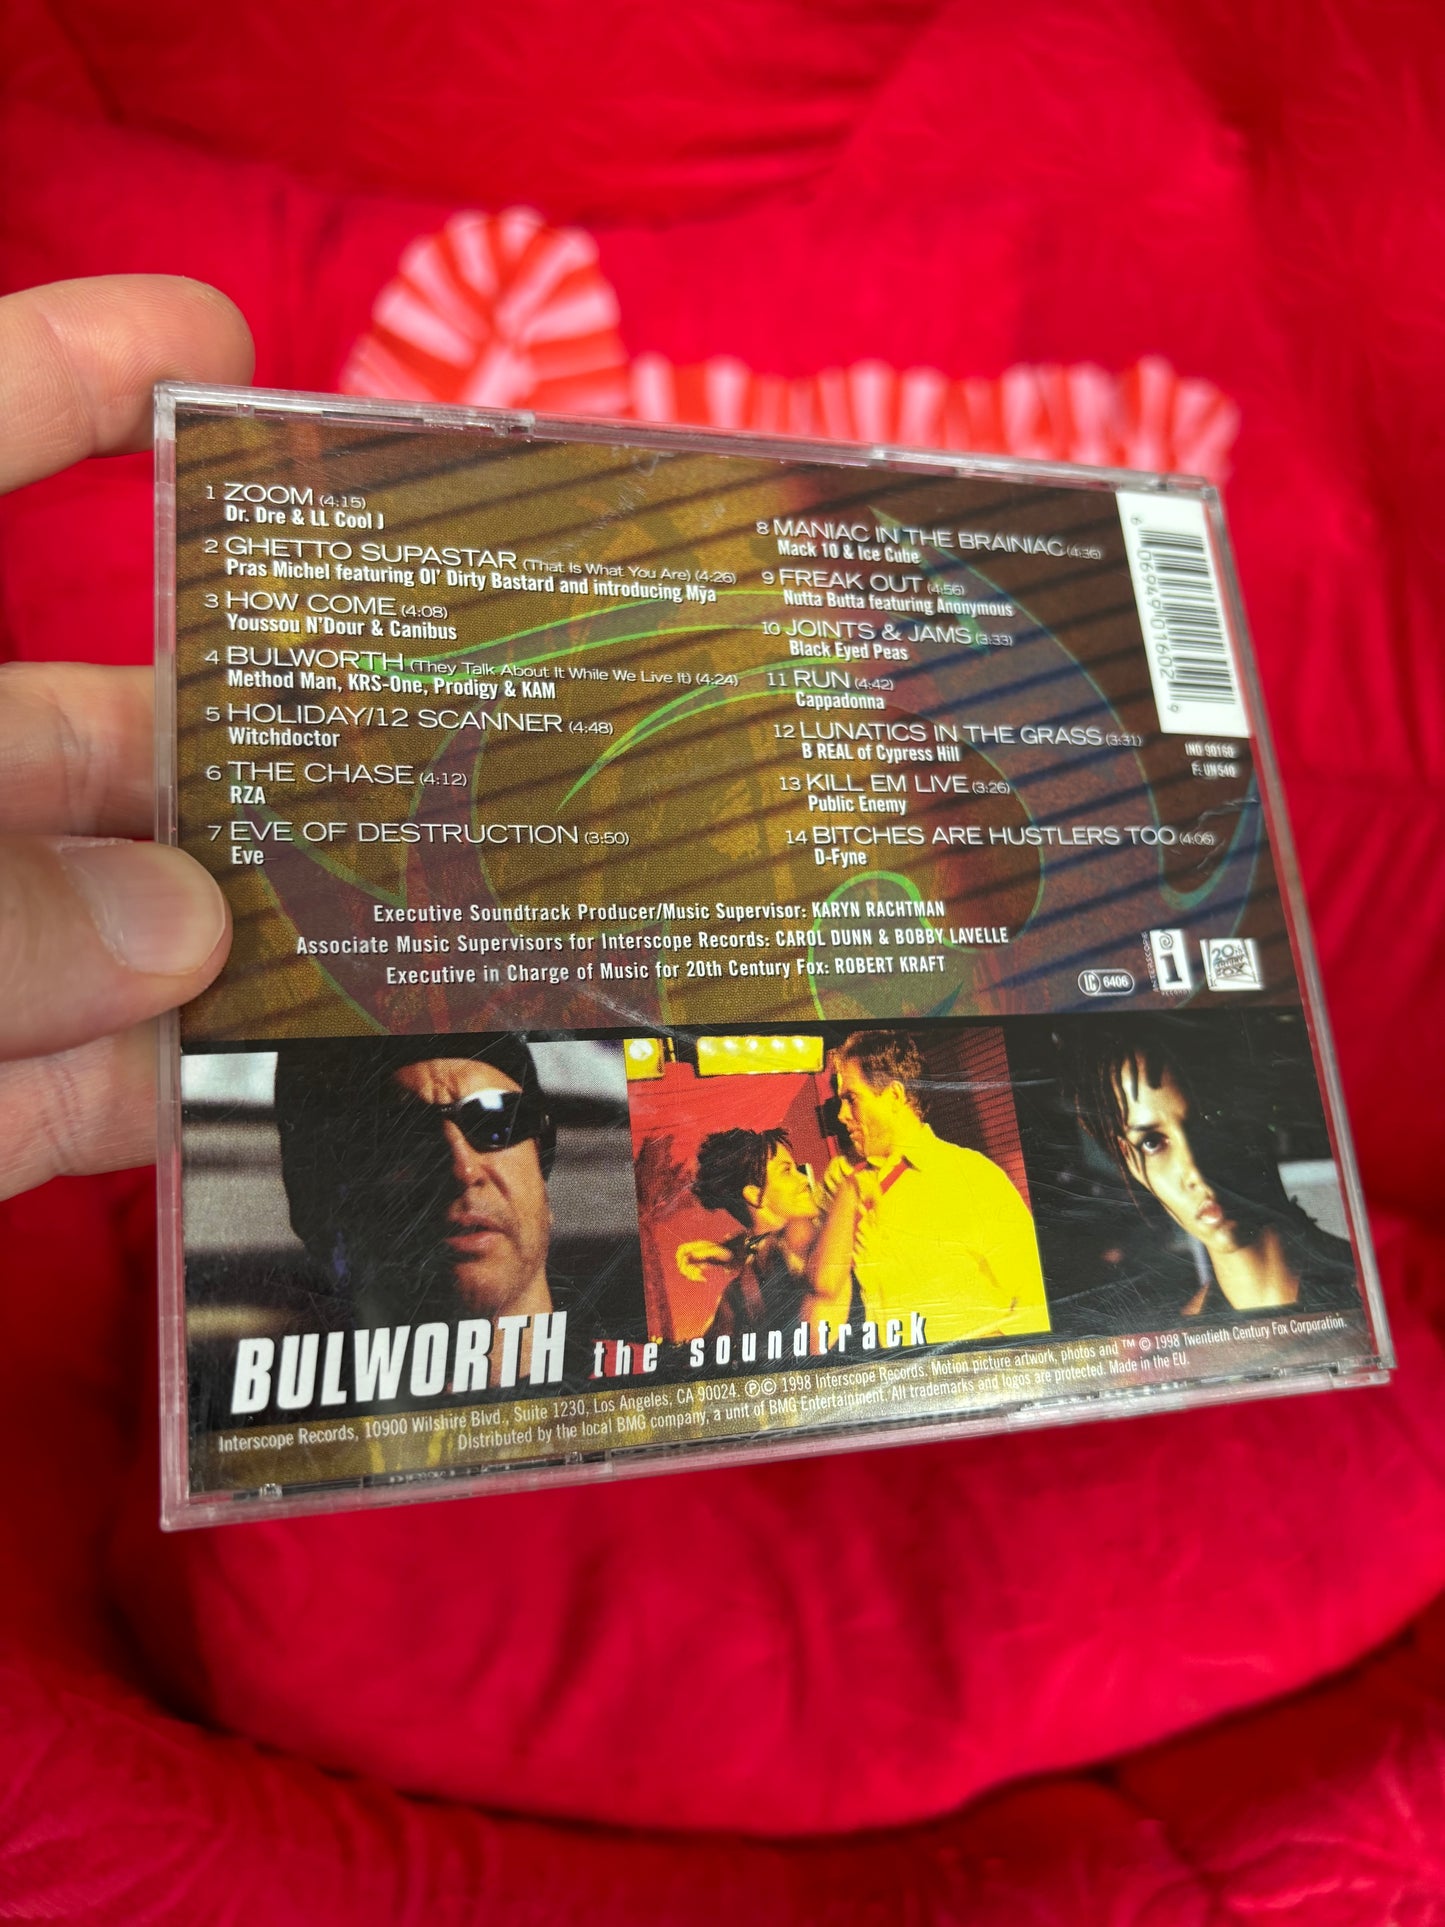 1 ZOOM (4:15)
Dr. Dre & LL Cool J
2 GHETTO SUPASTAR (That Is What You Are) (4:26)
Pras Michel featuring Ol' Dirty Bastard and introducing Mýa
3 HOW COME (4:08)
Youssou N'Dour & Canibus
4 BULWORTH (They Talk About It While We Live It) (4:24)
Method Man, KRS-One, Prodigy & KAM
5 HOLIDAY/12 SCANNER (4:48)
Witchdoctor
6 THE CHASE (4:12)
RZA
7 EVE OF DESTRUCTION (3:50)
Eve
8 MANIAC IN THE BRAINIAC (4:36)
Mack 10 & Ice Cube
9 FREAK OUT (4:56)
Nutta Butta featuring Anonymous
10 JOINTS & JAMS (3:33)
Black Eyed Peas
11 RUN (4:42)
Cappadonna
12 LUNATICS IN THE GRASS (3:31)
B REAL of Cypress Hill
13 KILL EM LIVE (3:26)
Public Enemy
14 BITCHES ARE HUSTLERS TOO (4:06)
D-Fyne
6 06949 01602 9
IND 90160
F: UN 540
Executive Soundtrack Producer/Music Supervisor: KARYN RACHTMAN
Associate Music Supervisors for Interscope Records: CAROL DUNN & BOBBY LAVELLE
Executive in Charge of Music for 20th Century Fox: ROBERT KRAFT
LC 6406
INTERSCOPE
i
RECORDS
20th
CENTURY
FOX
BULWORTH the soundtrack
Interscope Records, 10900 Wilshire Blvd., Suite 1230, Los Angeles, CA 90024. ℗© 1998 Interscope Records. Motion picture artwork, photos and ™ © 1998 Twentieth Century Fox Corporation.
Distributed by the local BMG company, a unit of BMG Entertainment. All trademarks and logos are protected. Made in the EU.